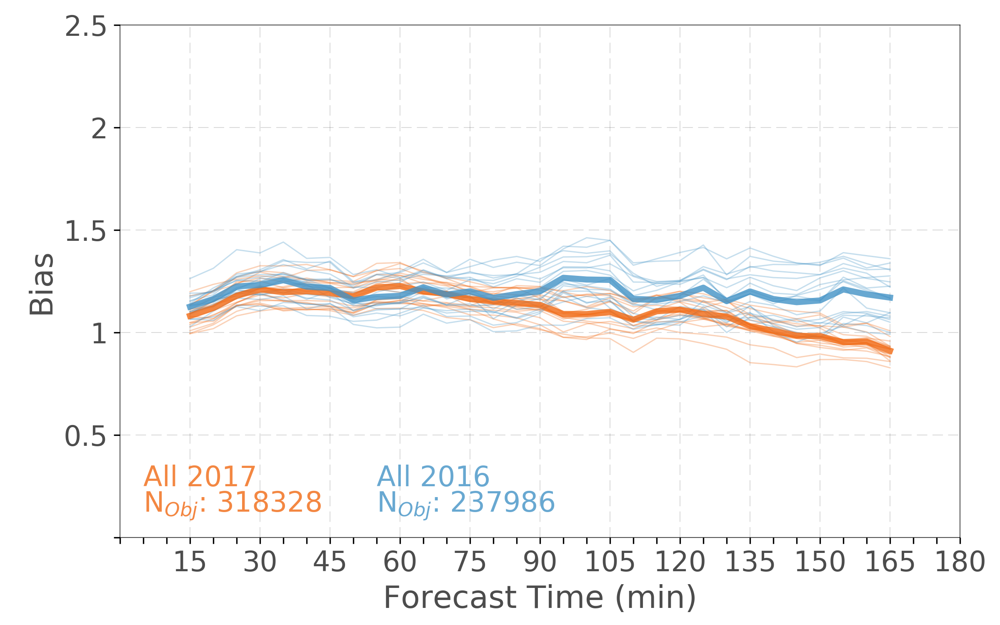 2.5
2
1.5
1
0.5
Bias
All 2017
N_Obj: 318328
All 2016
N_Obj: 237986
15 30 45 60 75 90 105 120 135 150 165 180
Forecast Time (min)